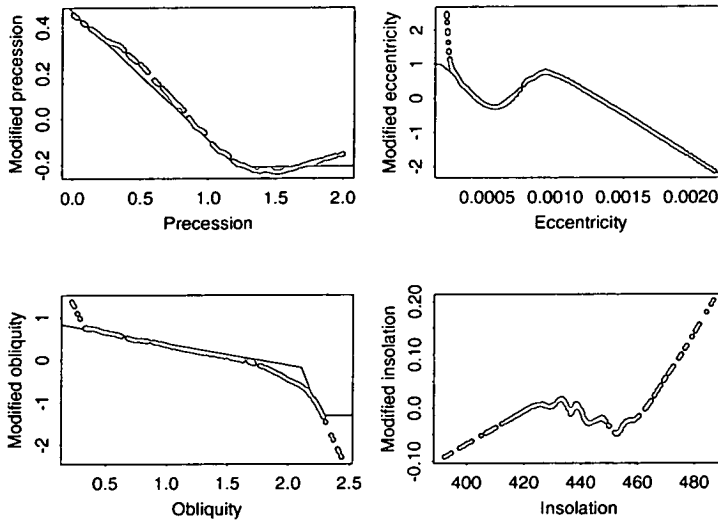 Modified precession
0.4
0.2
0.0
-0.2
0.0 0.5 1.0 1.5 2.0
Precession
Modified eccentricity
2
1
0
-1
-2
0.0005 0.0010 0.0015 0.0020
Eccentricity
Modified obliquity
1
0
-1
-2
0.5 1.0 1.5 2.0 2.5
Obliquity
Modified insolation
0.20
0.10
0.0
-0.10
400 420 440 460 480
Insolation